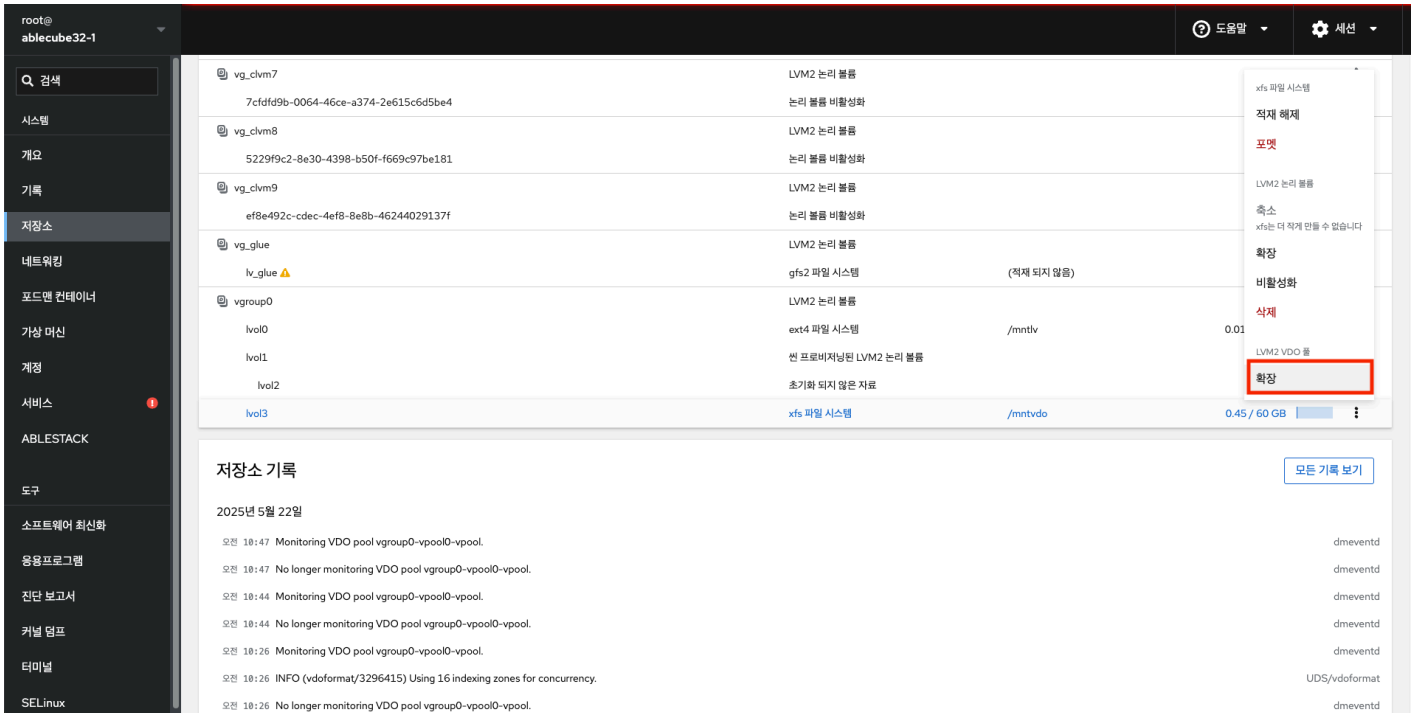 root@
ablecube32-1
도움말
세션
검색
시스템
개요
기록
저장소
네트워킹
포드맨 컨테이너
가상 머신
계정
서비스
ABLESTACK
도구
소프트웨어 최신화
응용프로그램
진단 보고서
커널 덤프
터미널
SELinux
vg_clvm7 LVM2 논리 볼륨
7cfdfd9b-0064-46ce-a374-2e615c6d5be4 논리 볼륨 비활성화
vg_clvm8 LVM2 논리 볼륨
5229f9c2-8e30-4398-b50f-f669c97be181 논리 볼륨 비활성화
vg_clvm9 LVM2 논리 볼륨
ef8e492c-cdec-4ef8-8e8b-46244029137f 논리 볼륨 비활성화
vg_glue LVM2 논리 볼륨
lv_glue gfs2 파일 시스템 (적재 되지 않음)
vgroup0 LVM2 논리 볼륨
lvol0 ext4 파일 시스템 /mntlv 0.01
lvol1 씬 프로비저닝된 LVM2 논리 볼륨
lvol2 초기화 되지 않은 자료
lvol3 xfs 파일 시스템 /mntvdo 0.45 / 60 GB
xfs 파일 시스템
적재 해제
포멧
LVM2 논리 볼륨
축소
xfs는 더 작게 만들 수 없습니다
확장
비활성화
삭제
LVM2 VDO 풀
확장
저장소 기록
모든 기록 보기
2025년 5월 22일
오전 10:47 Monitoring VDO pool vgroup0-vpool0-vpool. dmeventd
오전 10:47 No longer monitoring VDO pool vgroup0-vpool0-vpool. dmeventd
오전 10:44 Monitoring VDO pool vgroup0-vpool0-vpool. dmeventd
오전 10:44 No longer monitoring VDO pool vgroup0-vpool0-vpool. dmeventd
오전 10:26 Monitoring VDO pool vgroup0-vpool0-vpool. dmeventd
오전 10:26 INFO (vdoformat/3296415) Using 16 indexing zones for concurrency. UDS/vdoformat
오전 10:26 No longer monitoring VDO pool vgroup0-vpool0-vpool. dmeventd